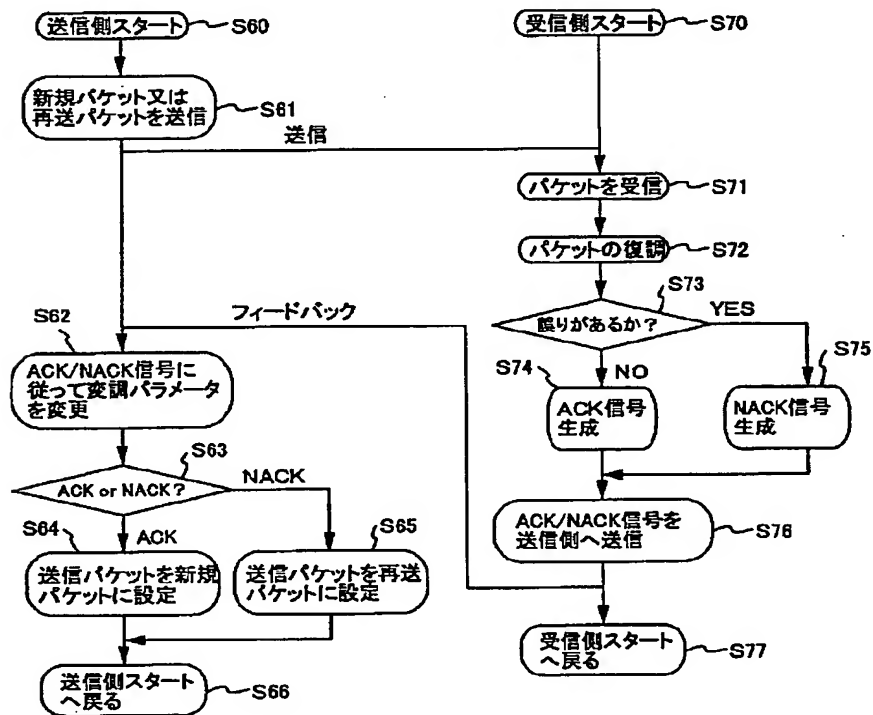 送信側スタート
S60
新規パケット又は
再送パケットを送信
S61
送信
受信側スタート
S70
パケットを受信
S71
パケットの復調
S72
S73
誤りがあるか？
YES
NO
S74
ACK信号
生成
S75
NACK信号
生成
ACK/NACK信号を
送信側へ送信
S76
受信側スタート
へ戻る
S77
フィードバック
S62
ACK/NACK信号に
従って変調パラメータ
を変更
S63
ACK or NACK？
NACK
ACK
S64
送信パケットを新規
パケットに設定
S65
送信パケットを再送
パケットに設定
送信側スタート
へ戻る
S66